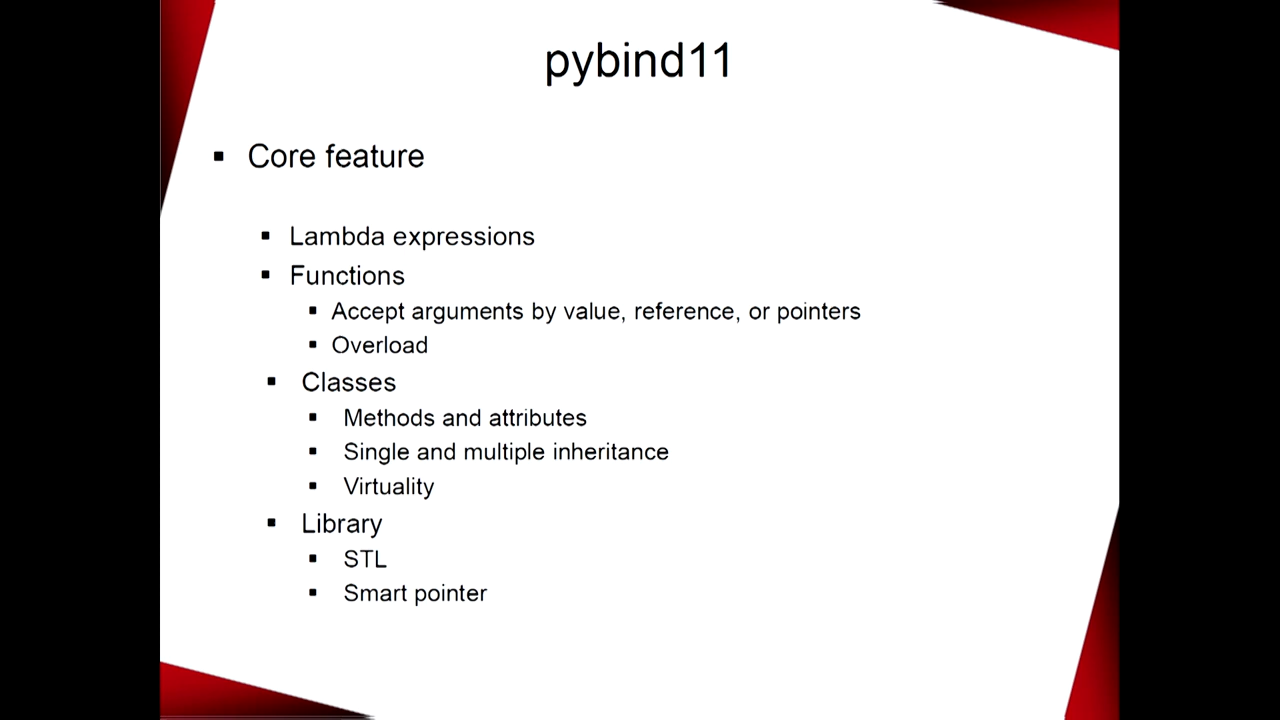 pybind11
Core feature
Lambda expressions
Functions
Accept arguments by value, reference, or pointers
Overload
Classes
Methods and attributes
Single and multiple inheritance
Virtuality
Library
STL
Smart pointer